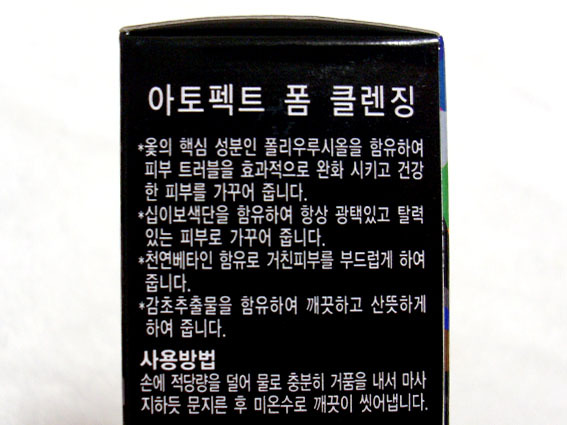 아토펙트 폼 클렌징
*옻의 핵심 성분인 폴리우루시올을 함유하여
피부 트러블을 효과적으로 완화 시키고 건강
한 피부를 가꾸어 줍니다.
*십이보색단을 함유하여 항상 광택있고 탈력
있는 피부로 가꾸어 줍니다.
*천연베타인 함유로 거친피부를 부드럽게 하여
줍니다.
*감초추출물을 함유하여 깨끗하고 산뜻하게
하여 줍니다.
사용방법
손에 적당량을 덜어 물로 충분히 거품을 내서 마사
지하듯 문지른 후 미온수로 깨끗이 씻어냅니다.